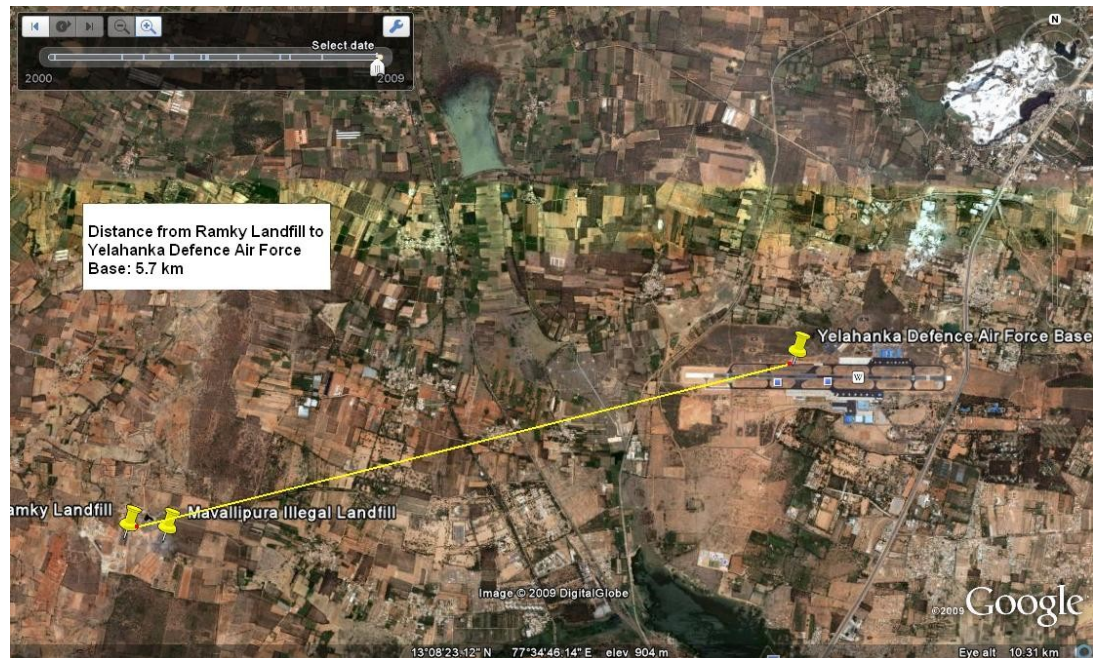 Select date
2000
2009
N
Distance from Ramky Landfill to
Yelahanka Defence Air Force
Base: 5.7 km
Yelahanka Defence Air Force Base
W
amky Landfill
Mavallipura Illegal Landfill
Image © 2009 DigitalGlobe
©2009 Google
13°08'23.12" N 77°34'46.14" E elev 904 m Eye alt 10.31 km